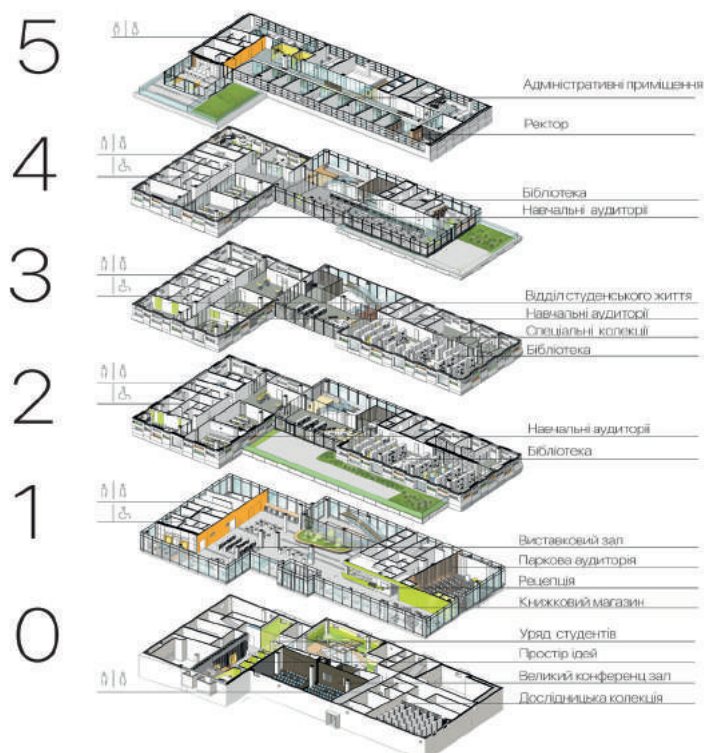 5
Адміністративні приміщення
Ректор
4
Бібліотека
Навчальні аудиторії
3
Відділ студенського життя
Навчальні аудиторії
Спеціальні колекції
Бібліотека
2
Навчальні аудиторії
Бібліотека
1
Виставковий зал
Паркова аудиторія
Рецепція
Книжковий магазин
0
Уряд студентів
Простір ідей
Великий конференц зал
Дослідницька колекція